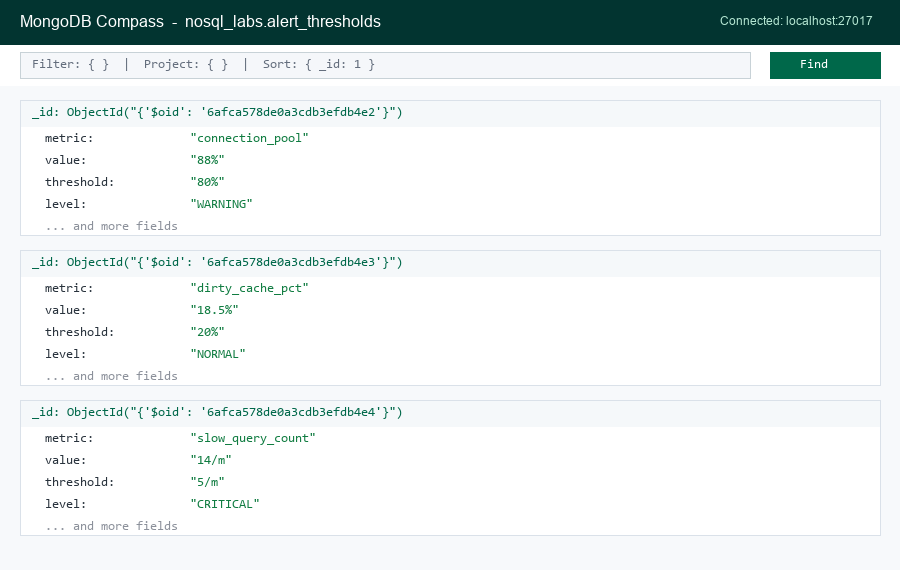 MongoDB Compass  -  nosql_labs.alert_thresholds
Connected: localhost:27017
Filter: { }  |  Project: { }  |  Sort: { _id: 1 }
Find
_id: ObjectId("{'$oid': '6afca578de0a3cdb3efdb4e2'}")
metric: "connection_pool"
value: "88%"
threshold: "80%"
level: "WARNING"
... and more fields
_id: ObjectId("{'$oid': '6afca578de0a3cdb3efdb4e3'}")
metric: "dirty_cache_pct"
value: "18.5%"
threshold: "20%"
level: "NORMAL"
... and more fields
_id: ObjectId("{'$oid': '6afca578de0a3cdb3efdb4e4'}")
metric: "slow_query_count"
value: "14/m"
threshold: "5/m"
level: "CRITICAL"
... and more fields